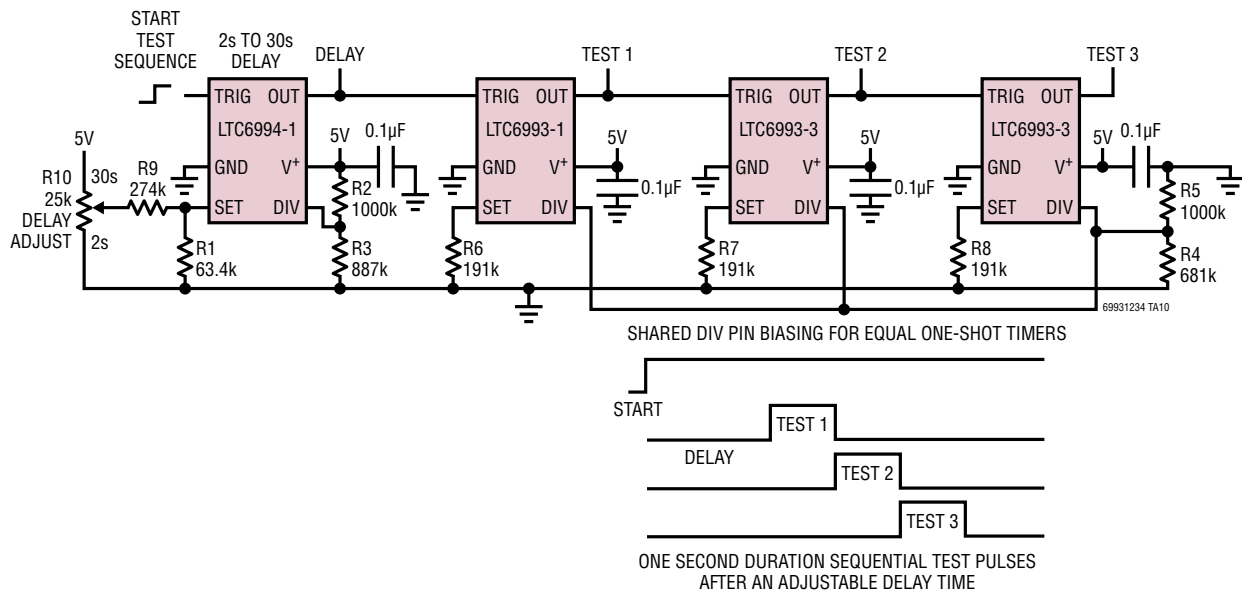 START
TEST
SEQUENCE
2s TO 30s
DELAY
DELAY
TEST 1
TEST 2
TEST 3
TRIG OUT
LTC6994-1
GND V+
SET DIV
TRIG OUT
LTC6993-1
GND V+
SET DIV
TRIG OUT
LTC6993-3
GND V+
SET DIV
TRIG OUT
LTC6993-3
GND V+
SET DIV
5V
R10
25k
DELAY
ADJUST
30s
2s
R9
274k
R1
63.4k
5V
0.1µF
R2
1000k
R3
887k
R6
191k
5V
0.1µF
R7
191k
5V
0.1µF
R8
191k
5V
0.1µF
R5
1000k
R4
681k
69931234 TA10
SHARED DIV PIN BIASING FOR EQUAL ONE-SHOT TIMERS
START
TEST 1
DELAY
TEST 2
TEST 3
ONE SECOND DURATION SEQUENTIAL TEST PULSES
AFTER AN ADJUSTABLE DELAY TIME